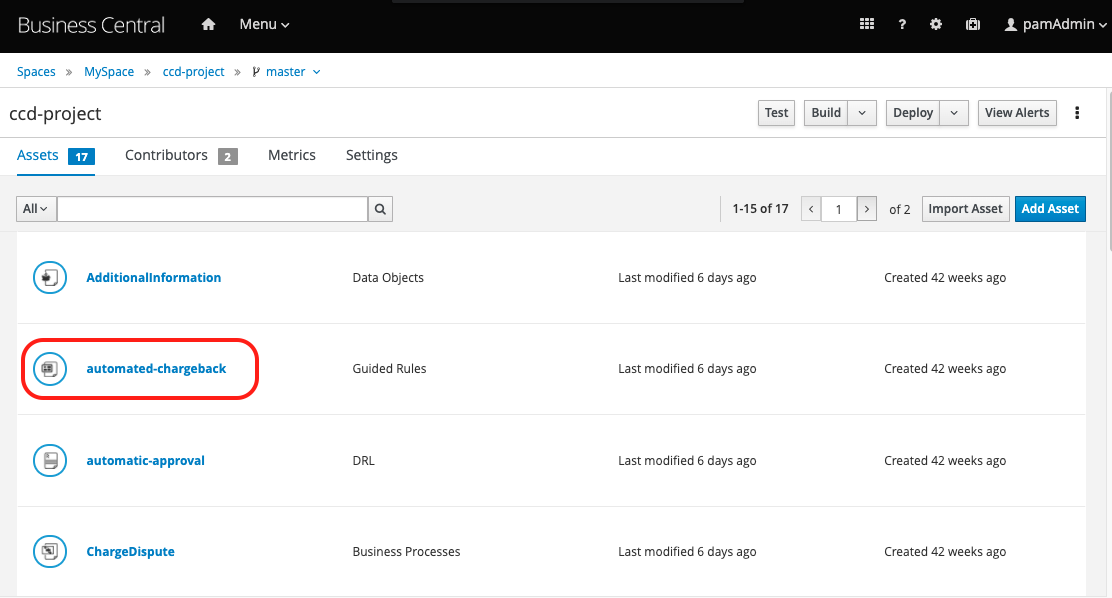 Business Central Menu ? pamAdmin
Spaces » MySpace » ccd-project » master
ccd-project Test Build Deploy View Alerts
Assets 17 Contributors 2 Metrics Settings
All 1-15 of 17 < 1 > of 2 Import Asset Add Asset
AdditionalInformation Data Objects Last modified 6 days ago Created 42 weeks ago
automated-chargeback Guided Rules Last modified 6 days ago Created 42 weeks ago
automatic-approval DRL Last modified 6 days ago Created 42 weeks ago
ChargeDispute Business Processes Last modified 6 days ago Created 42 weeks ago